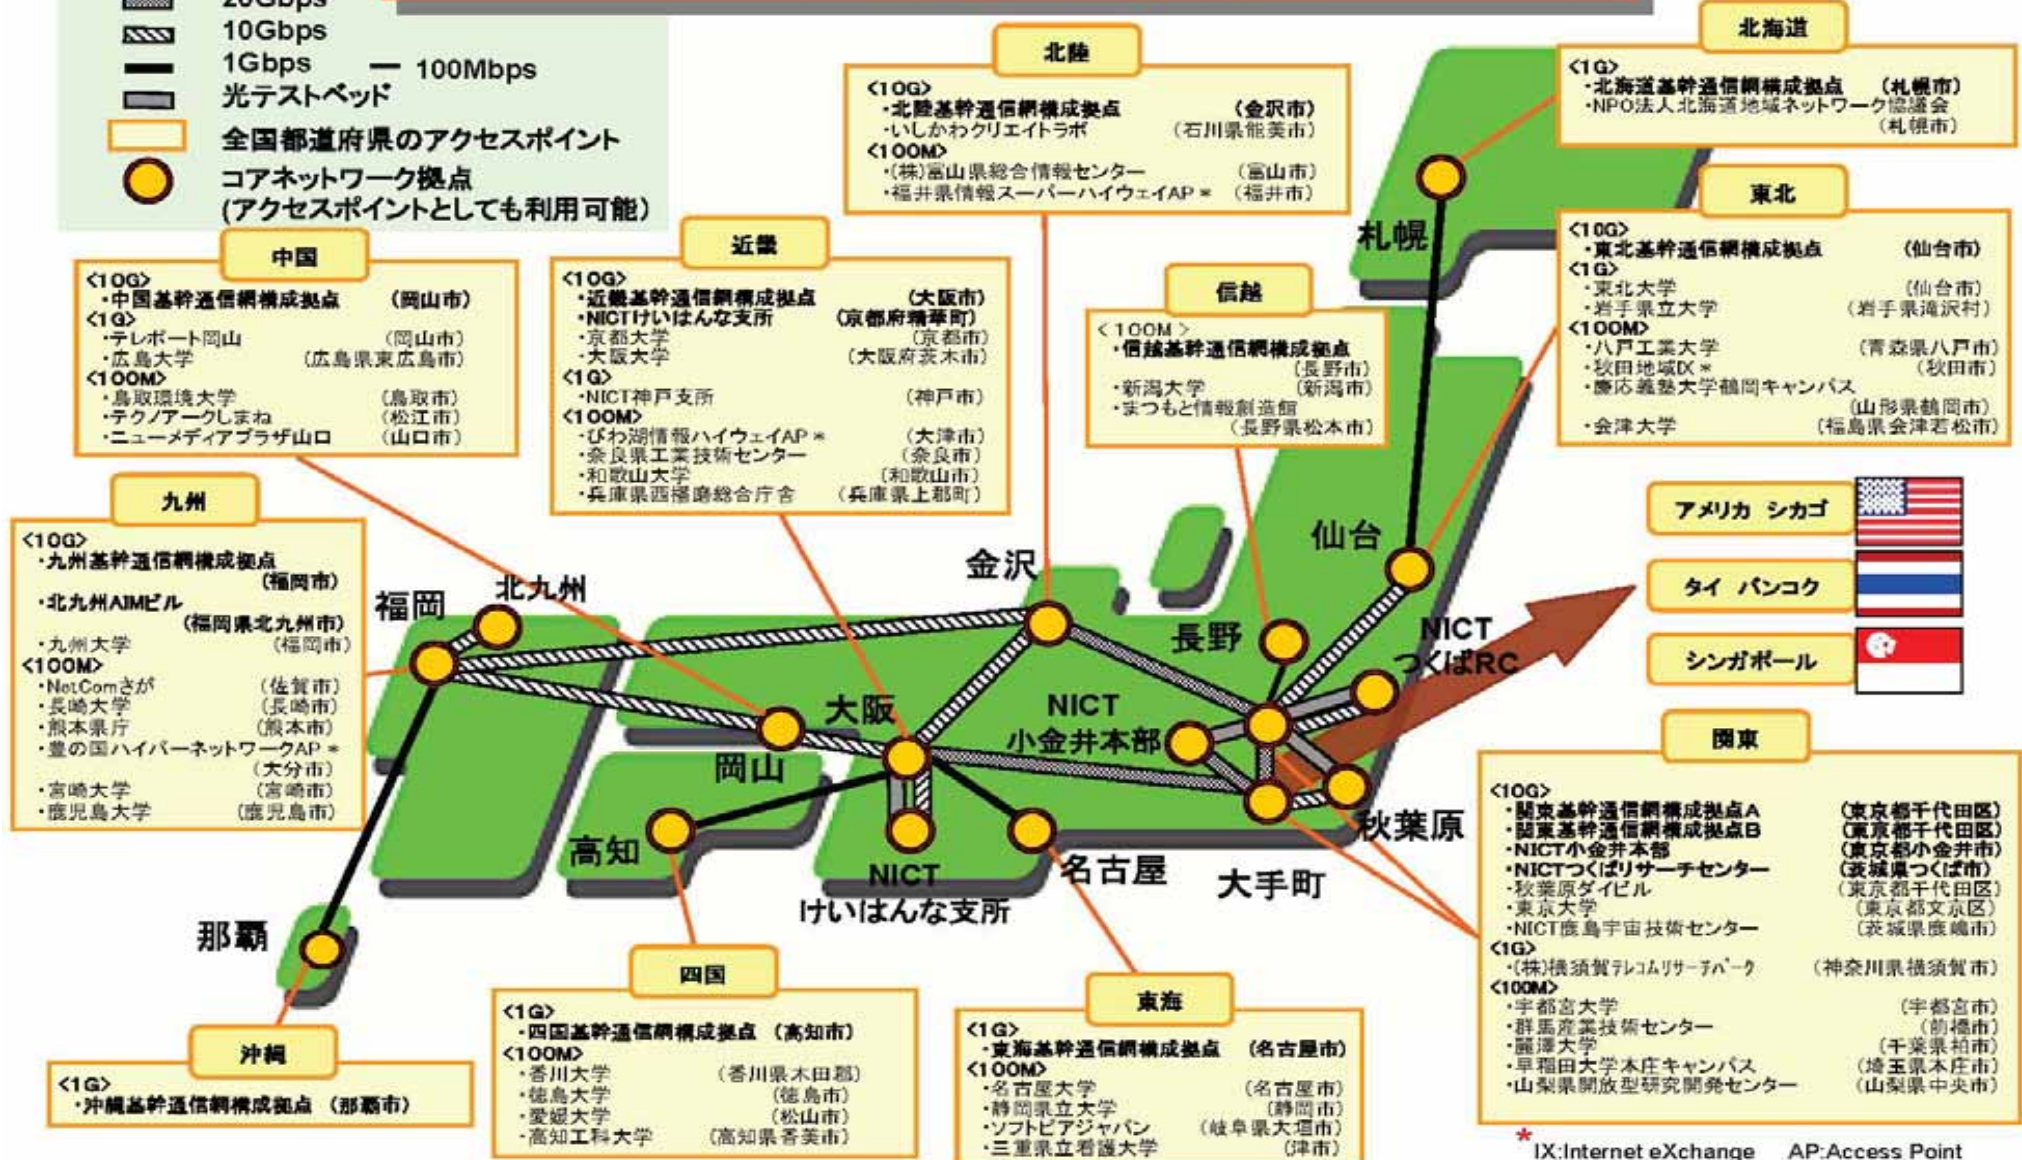 20Gbps
10Gbps
1Gbps
100Mbps
光テストベッド
全国都道府県のアクセスポイント
コアネットワーク拠点
(アクセスポイントとしても利用可能)
北陸
<10G>
・北陸基幹通信網構成拠点 (金沢市)
・いしかわクリエイトラボ (石川県能美市)
<100M>
・(株)富山県総合情報センター (富山市)
・福井県情報スーパーハイウェイAP* (福井市)
北海道
<1G>
・北海道基幹通信網構成拠点 (札幌市)
・NPO法人北海道地域ネットワーク協議会
(札幌市)
東北
<10G>
・東北基幹通信網構成拠点 (仙台市)
<1G>
・東北大学 (仙台市)
・岩手県立大学 (岩手県滝沢村)
<100M>
・八戸工業大学 (青森県八戸市)
・秋田地域IX* (秋田市)
・慶応義塾大学鶴岡キャンパス
(山形県鶴岡市)
・会津大学 (福島県会津若松市)
中国
<10G>
・中国基幹通信網構成拠点 (岡山市)
<1G>
・テレポート岡山 (岡山市)
・広島大学 (広島県東広島市)
<100M>
・鳥取環境大学 (鳥取市)
・テクノアークしまね (松江市)
・ニューメディアプラザ山口 (山口市)
近畿
<10G>
・近畿基幹通信網構成拠点 (大阪市)
・NICTけいはんな支所 (京都府精華町)
・京都大学 (京都市)
・大阪大学 (大阪府茨木市)
<1G>
・NICT神戸支所 (神戸市)
<100M>
・びわ湖情報ハイウェイAP* (大津市)
・奈良県工業技術センター (奈良市)
・和歌山大学 (和歌山市)
・兵庫県西播磨総合庁舎 (兵庫県上郡町)
信越
<100M>
・信越基幹通信網構成拠点
(長野市)
・新潟大学 (新潟市)
・まつもと情報創造館
(長野県松本市)
九州
<10G>
・九州基幹通信網構成拠点
(福岡市)
・北九州AIMビル
(福岡県北九州市)
・九州大学 (福岡市)
<100M>
・NetComさが (佐賀市)
・長崎大学 (長崎市)
・熊本県庁 (熊本市)
・豊の国ハイパーネットワークAP*
(大分市)
・宮崎大学 (宮崎市)
・鹿児島大学 (鹿児島市)
札幌
仙台
金沢
福岡
北九州
長野
NICT
つくばRC
NICT
小金井本部
大阪
岡山
高知
NICT
けいはんな支所
名古屋
大手町
秋葉原
那覇
アメリカ シカゴ
タイ バンコク
シンガポール
関東
<10G>
・関東基幹通信網構成拠点A (東京都千代田区)
・関東基幹通信網構成拠点B (東京都千代田区)
・NICT小金井本部 (東京都小金井市)
・NICTつくばリサーチセンター (茨城県つくば市)
・秋葉原ダイビル (東京都千代田区)
・東京大学 (東京都文京区)
・NICT鹿島宇宙技術センター (茨城県鹿嶋市)
<1G>
・(株)横須賀テレコムリサーチパーク (神奈川県横須賀市)
<100M>
・宇都宮大学 (宇都宮市)
・群馬産業技術センター (前橋市)
・麗澤大学 (千葉県柏市)
・早稲田大学本庄キャンパス (埼玉県本庄市)
・山梨県開放型研究開発センター (山梨県中央市)
沖縄
<1G>
・沖縄基幹通信網構成拠点 (那覇市)
四国
<1G>
・四国基幹通信網構成拠点 (高知市)
<100M>
・香川大学 (香川県木田郡)
・徳島大学 (徳島市)
・愛媛大学 (松山市)
・高知工科大学 (高知県香美市)
東海
<1G>
・東海基幹通信網構成拠点 (名古屋市)
<100M>
・名古屋大学 (名古屋市)
・静岡県立大学 (静岡市)
・ソフトピアジャパン (岐阜県大垣市)
・三重県立看護大学 (津市)
*IX:Internet eXchange AP:Access Point